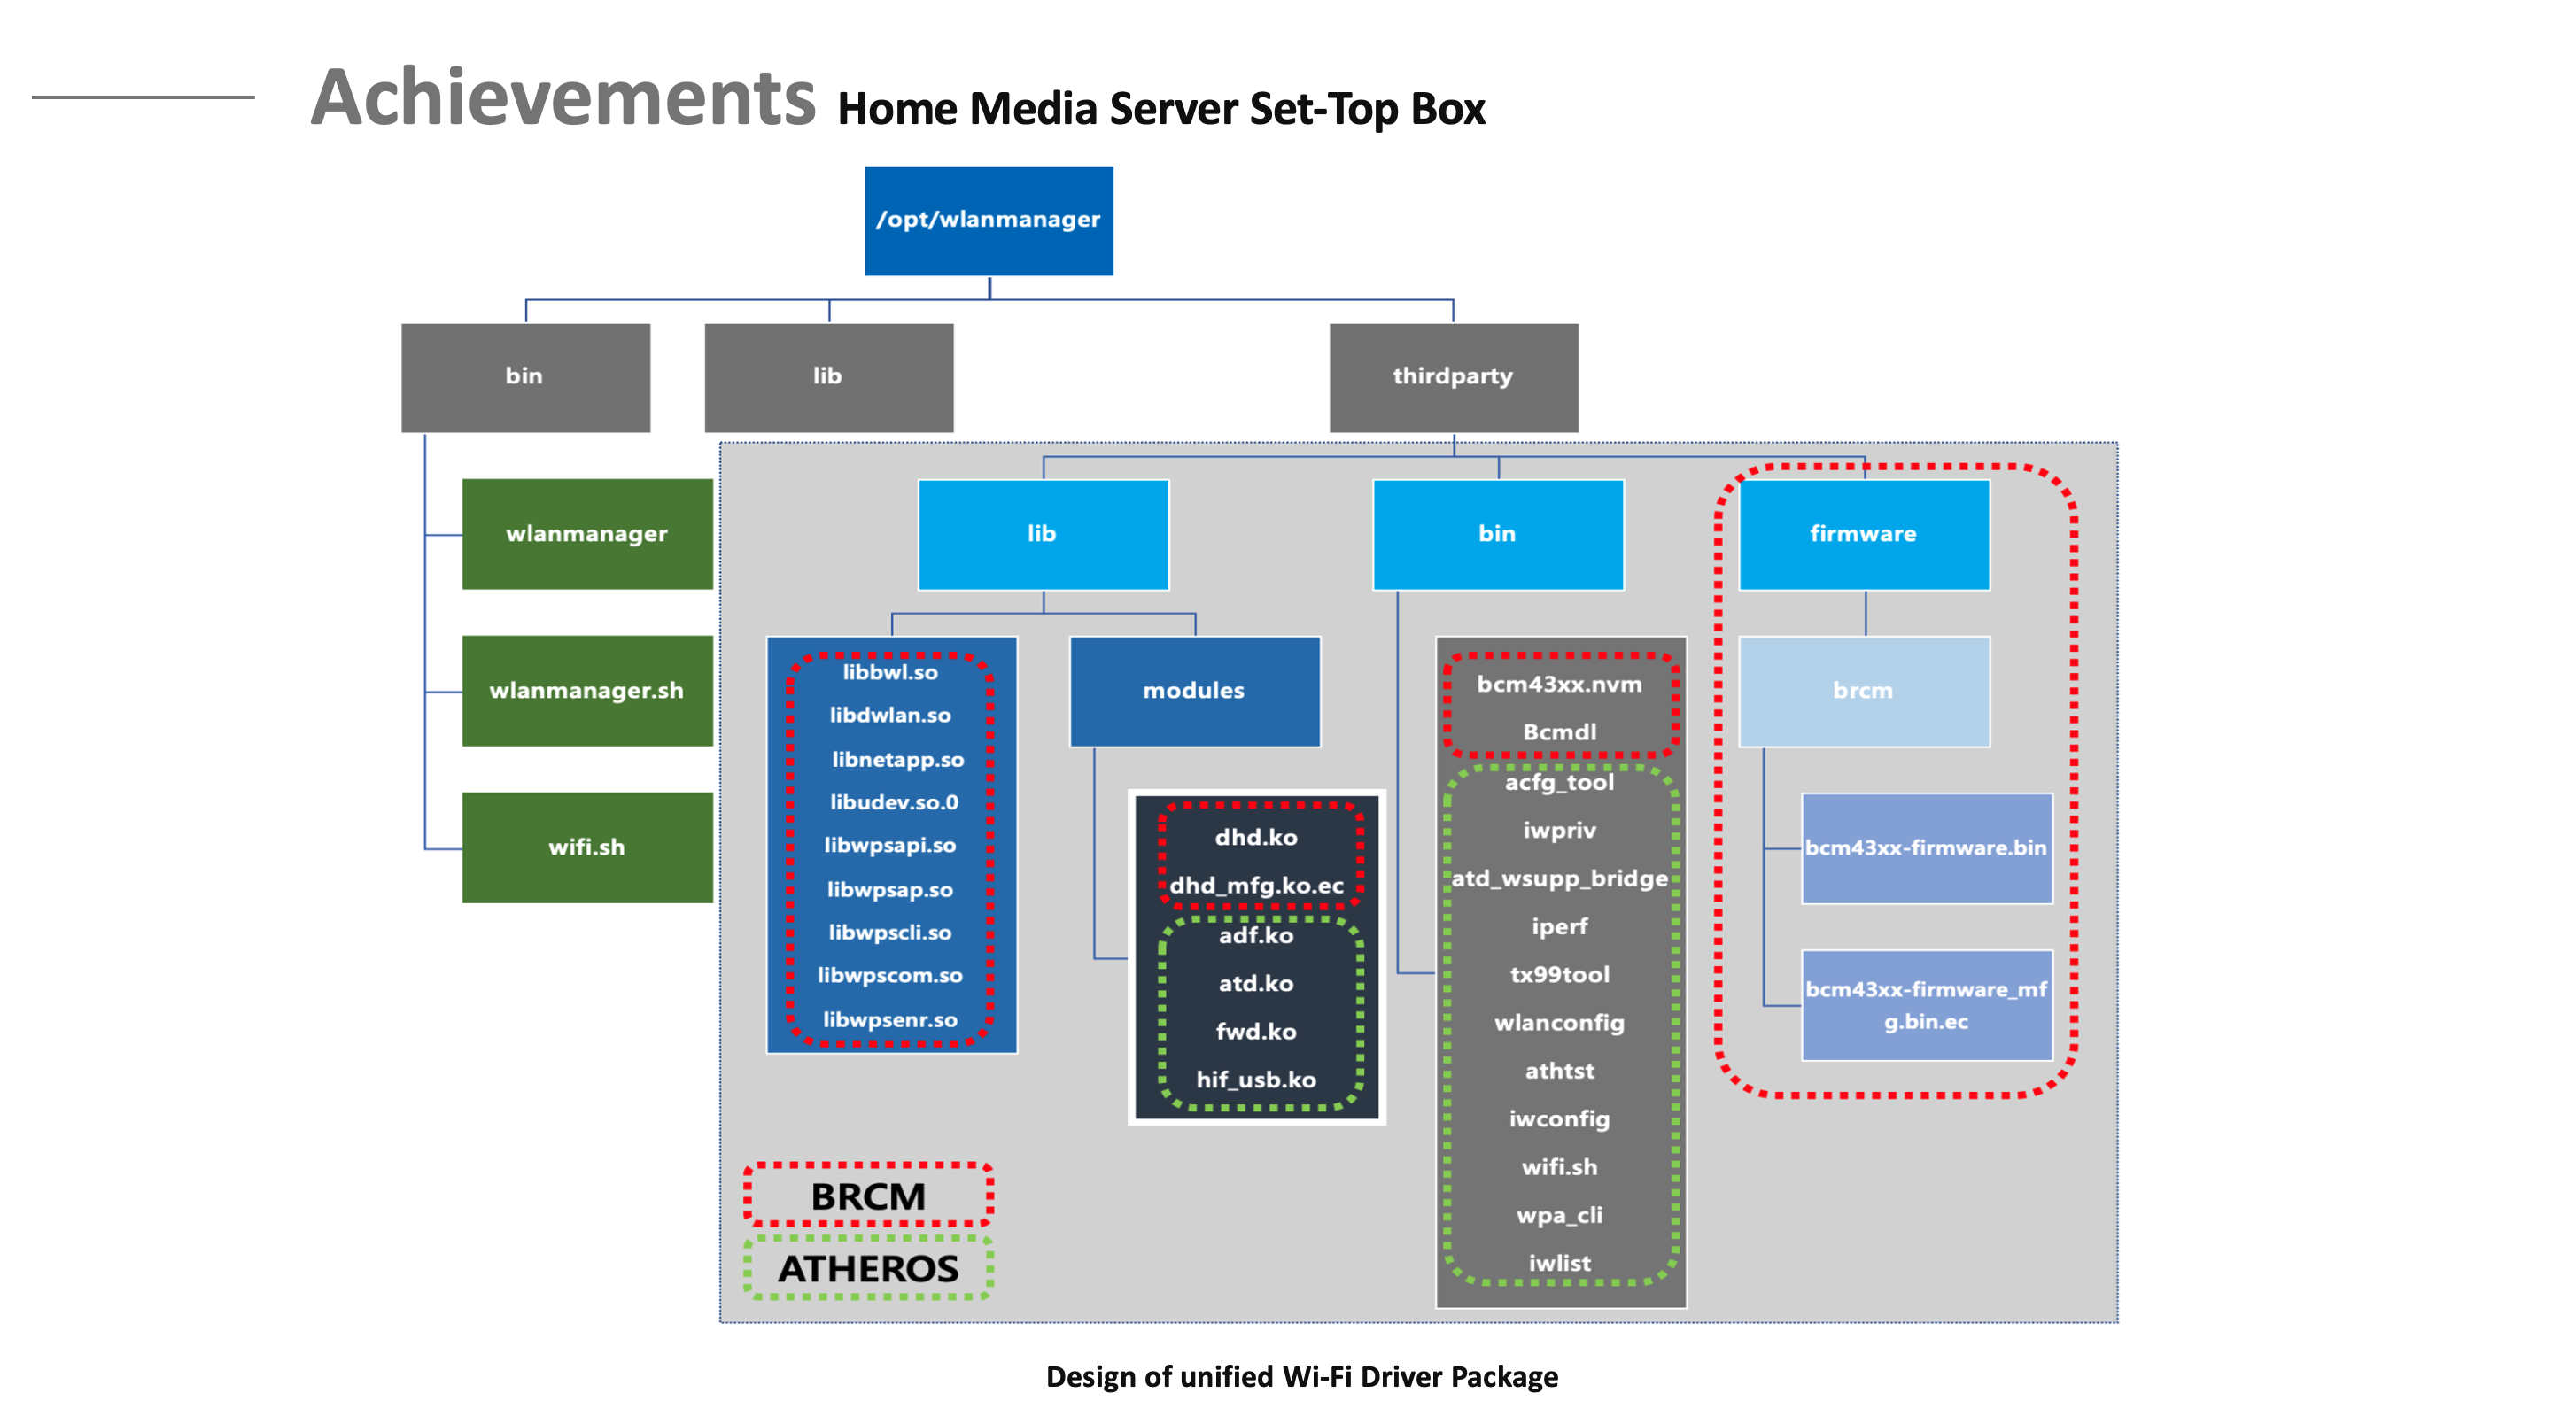 Achievements Home Media Server Set-Top Box
/opt/wlanmanager
bin
lib
thirdparty
wlanmanager
wlanmanager.sh
wifi.sh
lib
bin
firmware
libbwl.so
libdwlan.so
libnetapp.so
libudev.so.0
libwpsapi.so
libwpsap.so
libwpscli.so
libwpscom.so
libwpsenr.so
modules
dhd.ko
dhd_mfg.ko.ec
adf.ko
atd.ko
fwd.ko
hif_usb.ko
bcm43xx.nvm
Bcmdl
acfg_tool
iwpriv
atd_wsupp_bridge
iperf
tx99tool
wlanconfig
athtst
iwconfig
wifi.sh
wpa_cli
iwlist
brcm
bcm43xx-firmware.bin
bcm43xx-firmware_mf
g.bin.ec
BRCM
ATHEROS
Design of unified Wi-Fi Driver Package